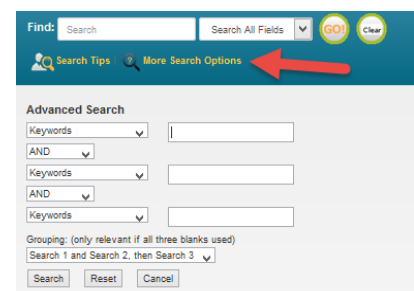 Find: Search Search All Fields GO! Clear
Search Tips | More Search Options
Advanced Search
Keywords
AND
Keywords
AND
Keywords
Grouping: (only relevant if all three blanks used)
Search 1 and Search 2, then Search 3
Search Reset Cancel